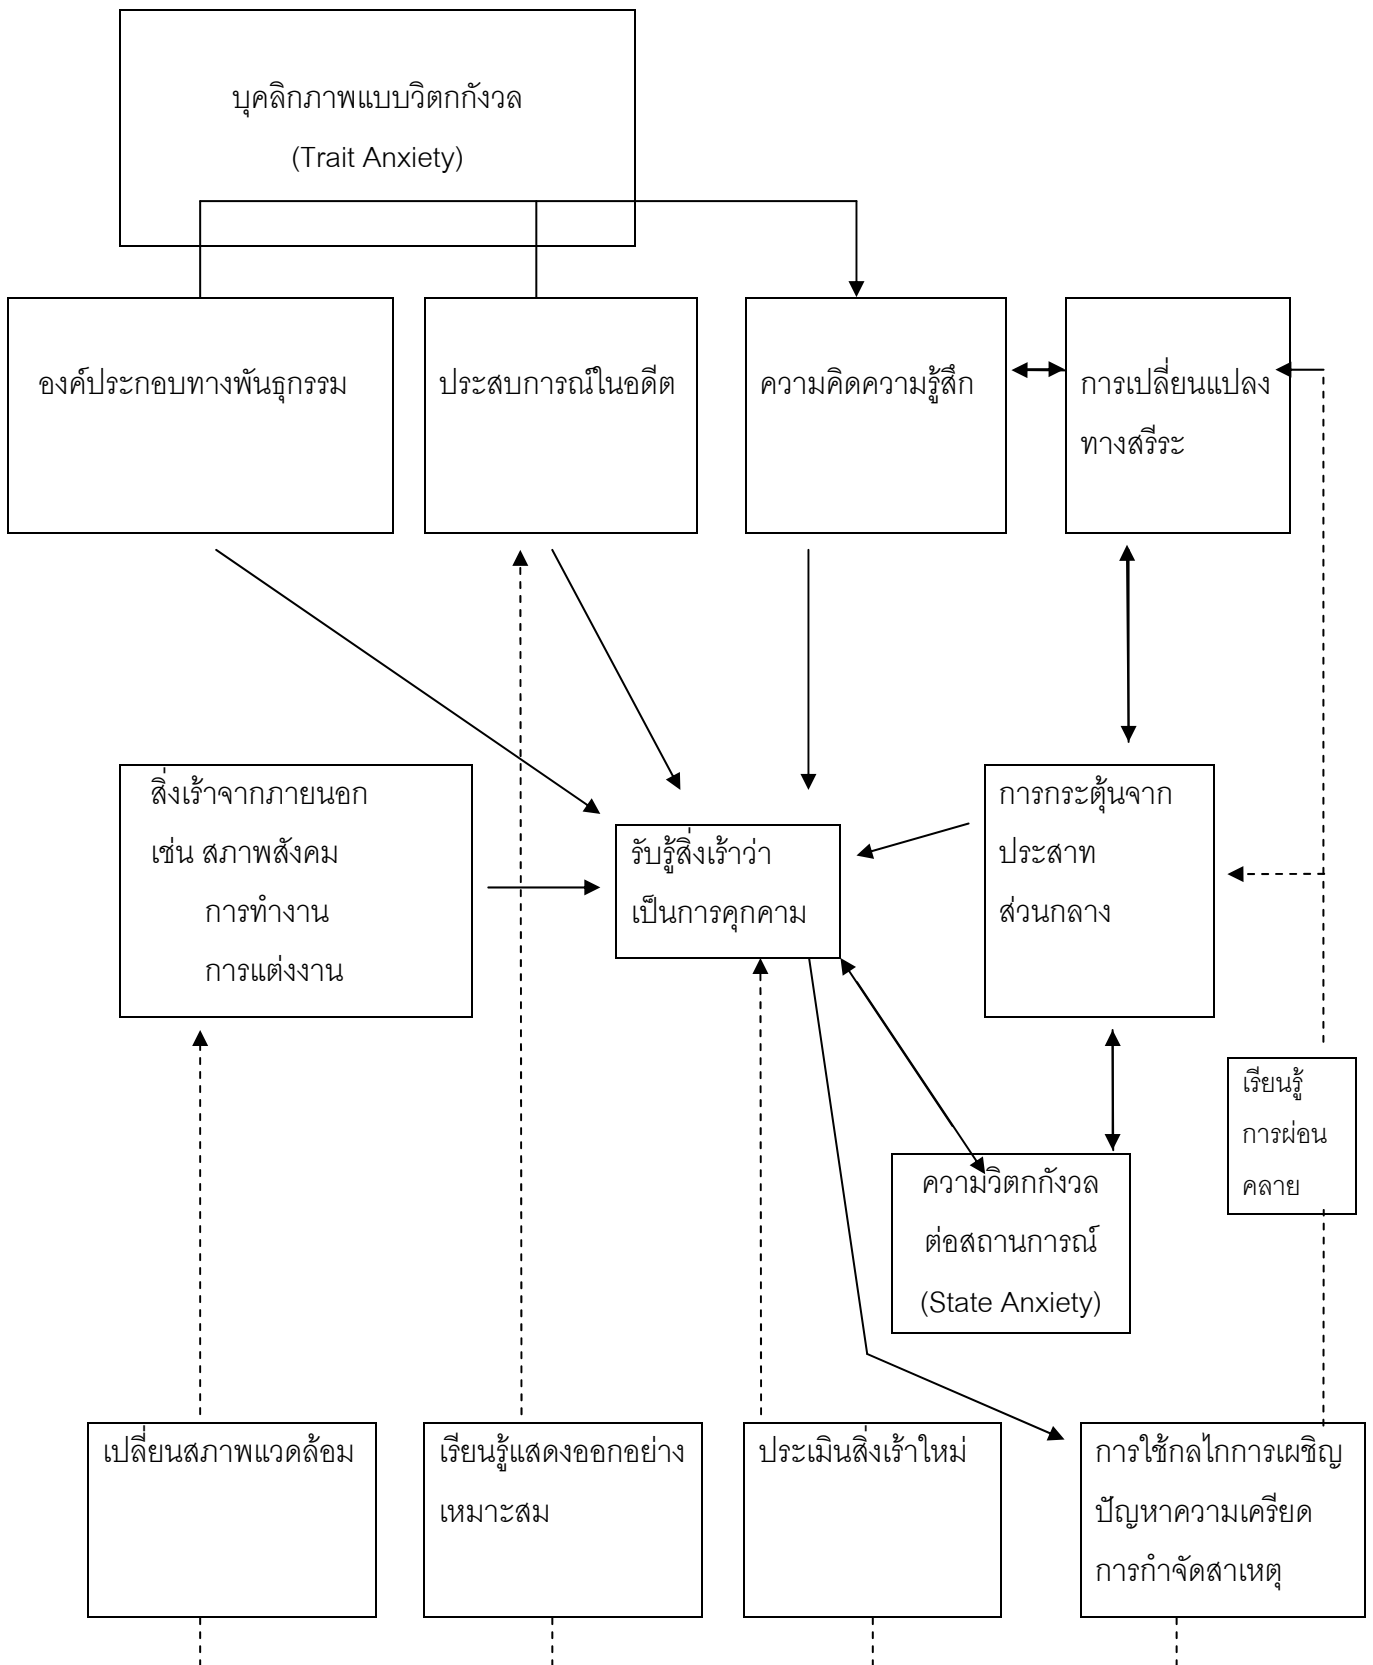 บุคลิกภาพแบบวิตกกังวล
(Trait Anxiety)
องค์ประกอบทางพันธุกรรม
ประสบการณ์ในอดีต
ความคิดความรู้สึก
การเปลี่ยนแปลง
ทางสรีระ
สิ่งเร้าจากภายนอก
เช่น สภาพสังคม
การทำงาน
การแต่งงาน
รับรู้สิ่งเร้าว่า
เป็นการคุกคาม
การกระตุ้นจาก
ประสาท
ส่วนกลาง
เรียนรู้
การผ่อน
คลาย
ความวิตกกังวล
ต่อสถานการณ์
(State Anxiety)
เปลี่ยนสภาพแวดล้อม
เรียนรู้แสดงออกอย่าง
เหมาะสม
ประเมินสิ่งเร้าใหม่
การใช้กลไกการเผชิญ
ปัญหาความเครียด
การกำจัดสาเหตุ